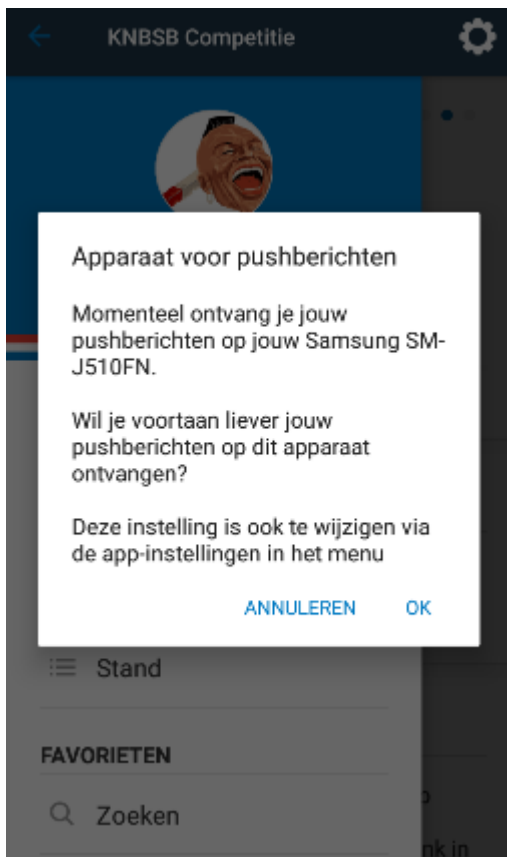 KNBSB Competitie
Apparaat voor pushberichten
Momenteel ontvang je jouw
pushberichten op jouw Samsung SM-
J510FN.
Wil je voortaan liever jouw
pushberichten op dit apparaat
ontvangen?
Deze instelling is ook te wijzigen via
de app-instellingen in het menu
ANNULEREN OK
Stand
FAVORIETEN
Zoeken
nk in